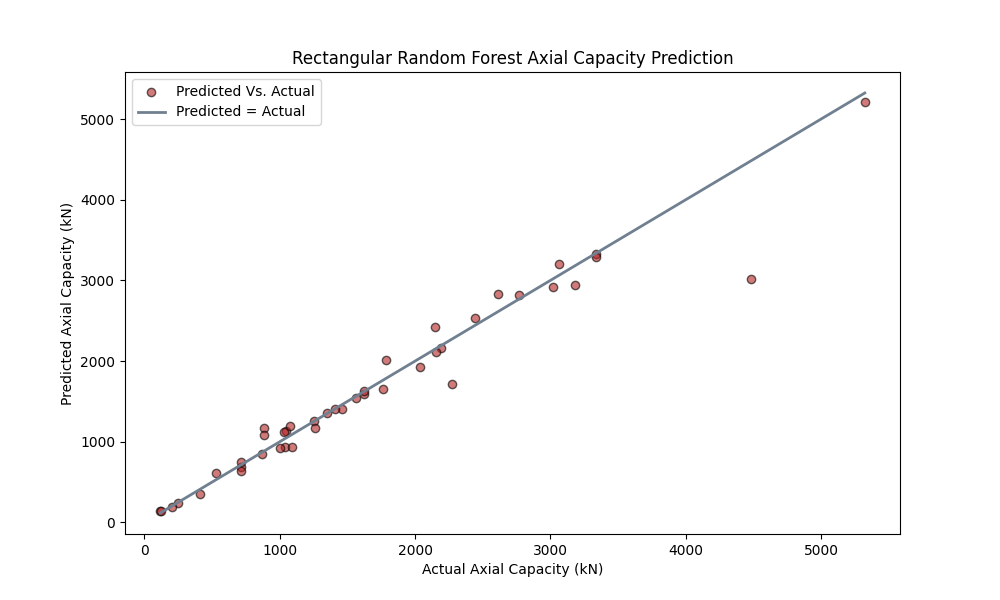 Rectangular Random Forest Axial Capacity Prediction
Predicted Vs. Actual
Predicted = Actual
Predicted Axial Capacity (kN)
5000
4000
3000
2000
1000
0
0 1000 2000 3000 4000 5000
Actual Axial Capacity (kN)